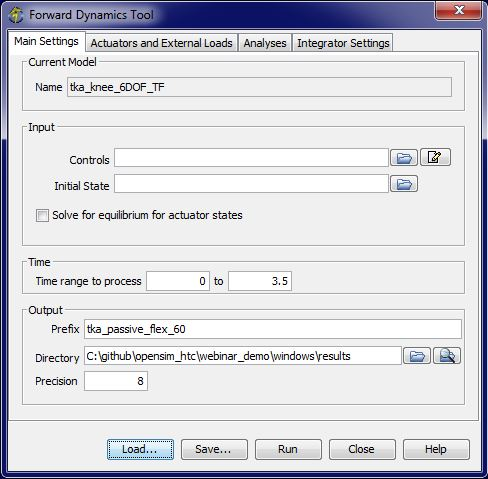 Forward Dynamics Tool
Main Settings Actuators and External Loads Analyses Integrator Settings
Current Model
Name tka_knee_6DOF_TF
Input
Controls
Initial State
Solve for equilibrium for actuator states
Time
Time range to process 0 to 3.5
Output
Prefix tka_passive_flex_60
Directory C:\github\opensim_htc\webinar_demo\windows\results
Precision 8
Load... Save... Run Close Help